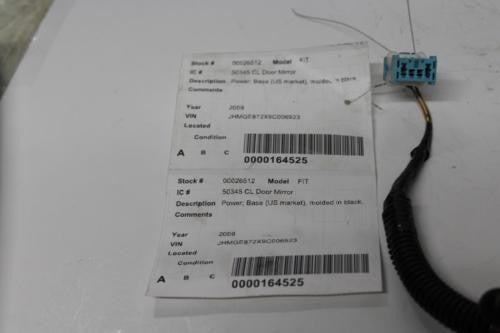 Stock # 00026512 Model FIT
IC # 50345 CL Door Mirror
Description Power; Base (US market), molded in black,
Comments
Year 2009
VIN JHMGE872X9C006923
Located
Condition
A B C 0000164525
Stock # 00026512 Model FIT
IC # 50345 CL Door Mirror
Description Power; Base (US market), molded in black,
Comments
Year 2009
VIN JHMGE872X9C006923
Located
Condition
A B C 0000164525